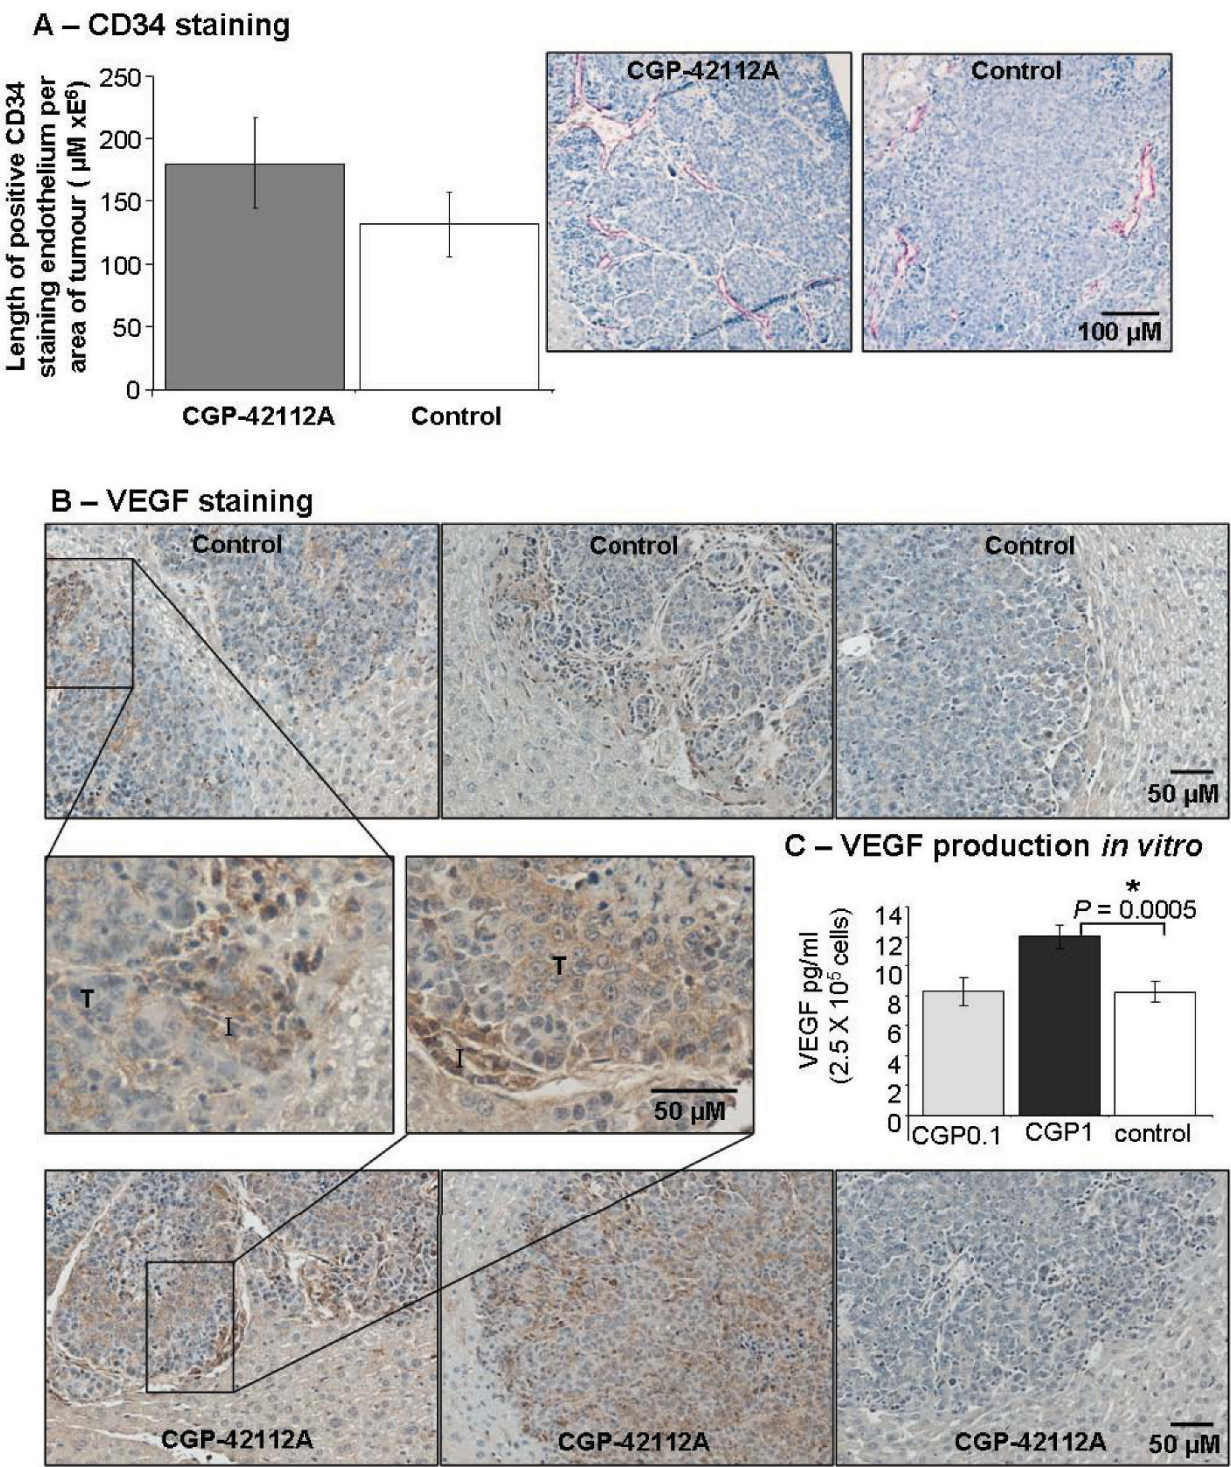 A – CD34 staining
Length of positive CD34
staining endothelium per
area of tumour ( µM xE⁶)
250
200
150
100
50
0
CGP-42112A
Control
CGP-42112A
Control
100 µM
B – VEGF staining
Control
Control
Control
50 µM
T
I
T
I
50 µM
C – VEGF production in vitro
*
P = 0.0005
VEGF pg/ml
(2.5 X 10⁵ cells)
14
12
10
8
6
4
2
0
CGP0.1
CGP1
control
CGP-42112A
CGP-42112A
CGP-42112A
50 µM